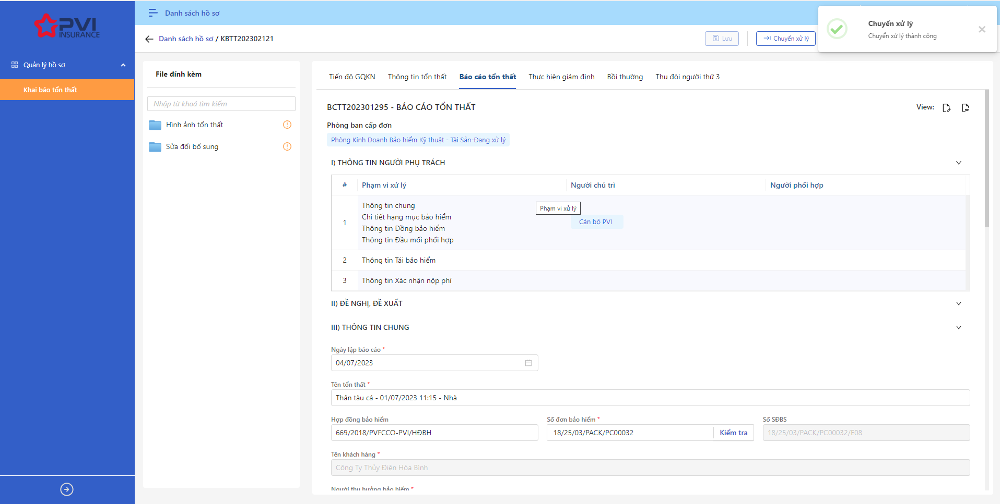 PVI
INSURANCE
Quản lý hồ sơ
Khai báo tổn thất
Danh sách hồ sơ
Danh sách hồ sơ / KBTT202302121
Lưu
Chuyển xử lý
Chuyển xử lý
Chuyển xử lý thành công
File đính kèm
Nhập từ khoá tìm kiếm
Hình ảnh tổn thất
Sửa đổi bổ sung
Tiến độ GQKN
Thông tin tổn thất
Báo cáo tổn thất
Thực hiện giám định
Bồi thường
Thu đòi người thứ 3
BCTT202301295 - BÁO CÁO TỔN THẤT
View:
Phòng ban cấp đơn
Phòng Kinh Doanh Bảo hiểm Kỹ thuật - Tài Sản-Đang xử lý
I) THÔNG TIN NGƯỜI PHỤ TRÁCH
# Phạm vi xử lý Người chủ trì Người phối hợp
1
Thông tin chung
Chi tiết hạng mục bảo hiểm
Thông tin Đồng bảo hiểm
Thông tin Đầu mối phối hợp
Phạm vi xử lý
Cán bộ PVI
2 Thông tin Tái bảo hiểm
3 Thông tin Xác nhận nộp phí
II) ĐỀ NGHỊ, ĐỀ XUẤT
III) THÔNG TIN CHUNG
Ngày lập báo cáo *
04/07/2023
Tên tổn thất *
Thân tàu cá - 01/07/2023 11:15 - Nhà
Hợp đồng bảo hiểm
669/2018/PVFCCO-PVI/HĐBH
Số đơn bảo hiểm *
18/25/03/PACK/PC00032
Kiểm tra
Số SĐBS
18/25/03/PACK/PC00032/E08
Tên khách hàng *
Công Ty Thủy Điện Hòa Bình
Người thụ hưởng bảo hiểm *